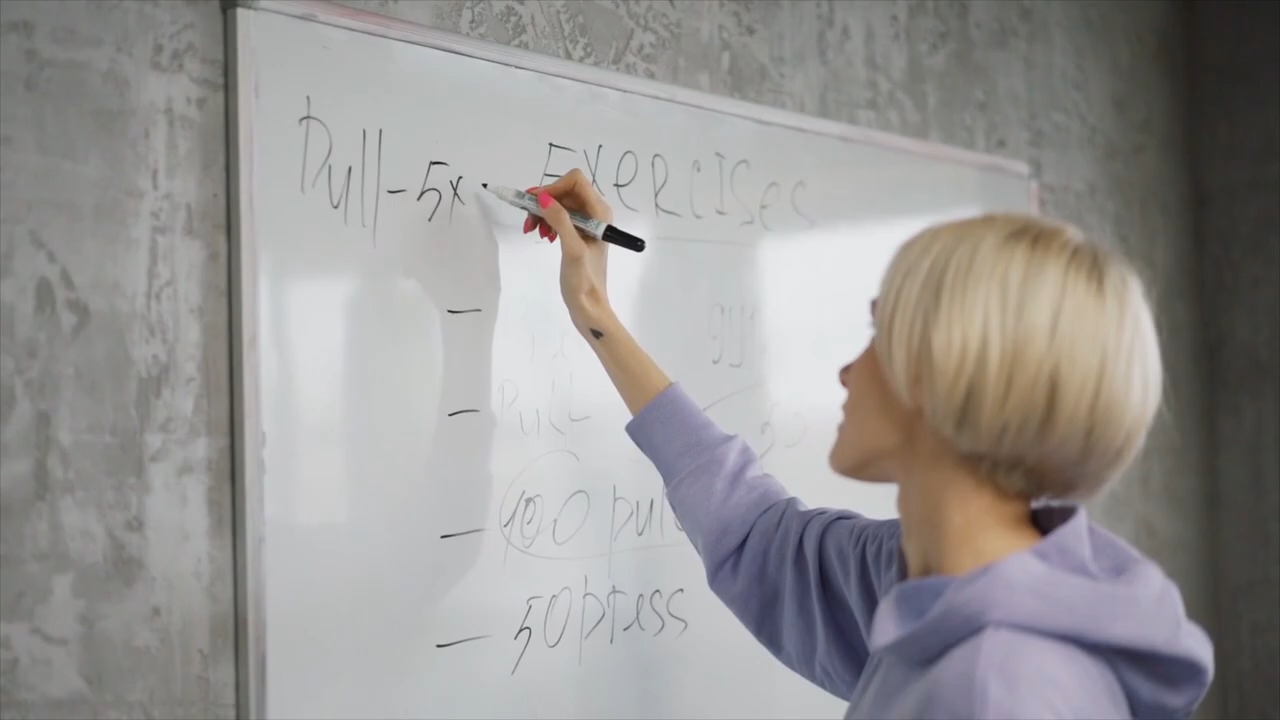 Pull-5x Exercises
-
- Pull-
- 100 pull
- 50 press